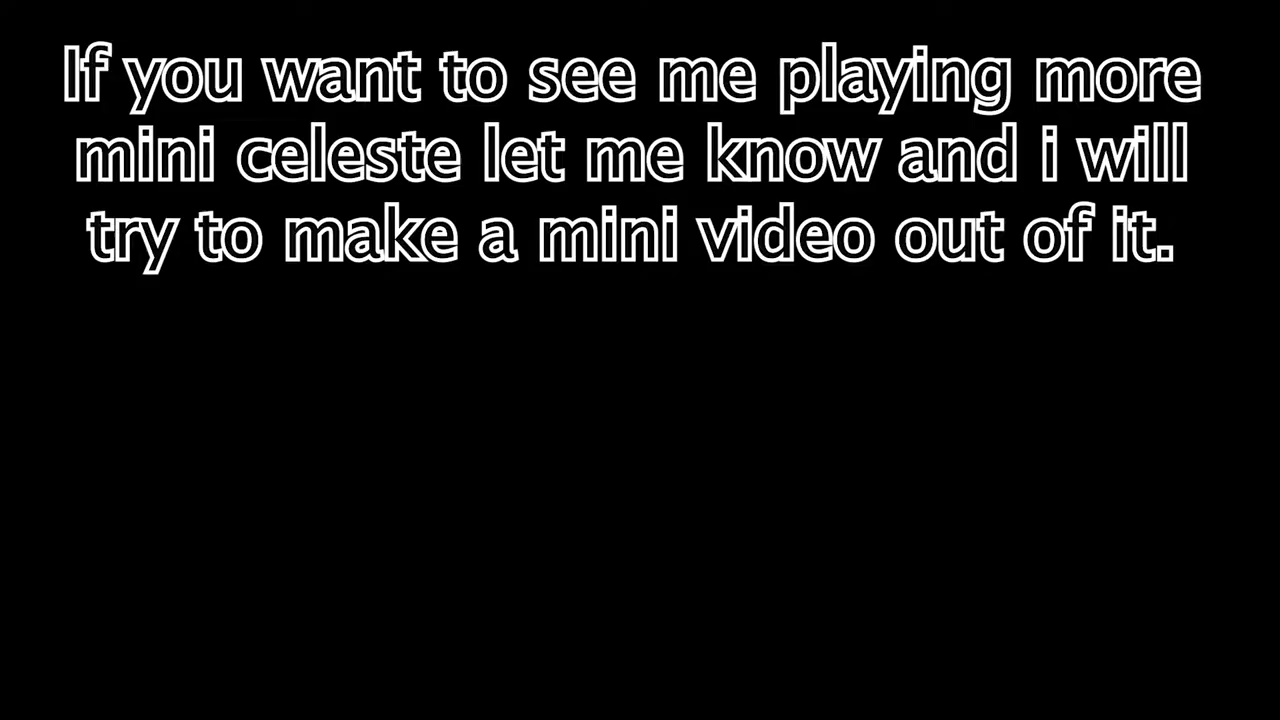 If you want to see me playing more
mini celeste let me know and i will
try to make a mini video out of it.